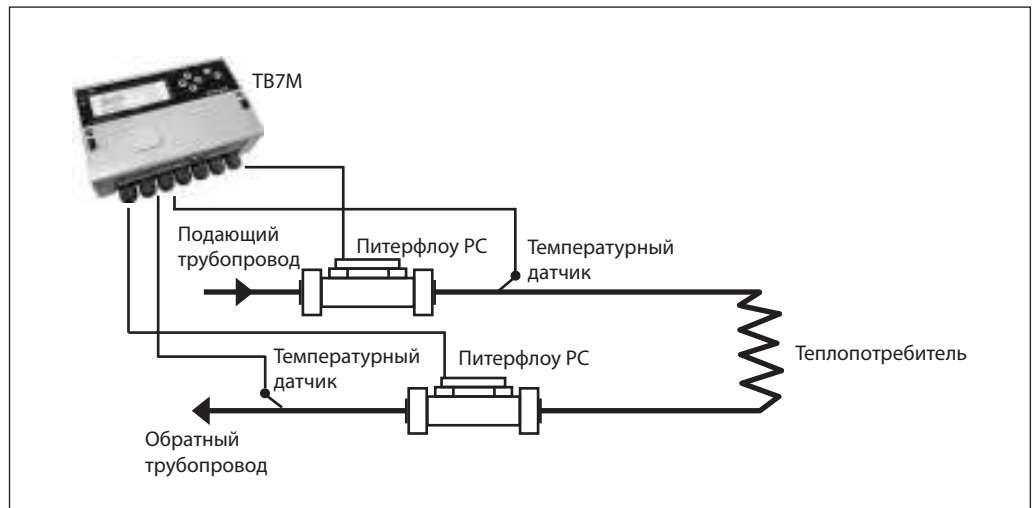 ТВ7М
Подающий
трубопровод
Питерфлоу РС
Температурный
датчик
Температурный
датчик
Питерфлоу РС
Теплопотребитель
Обратный
трубопровод